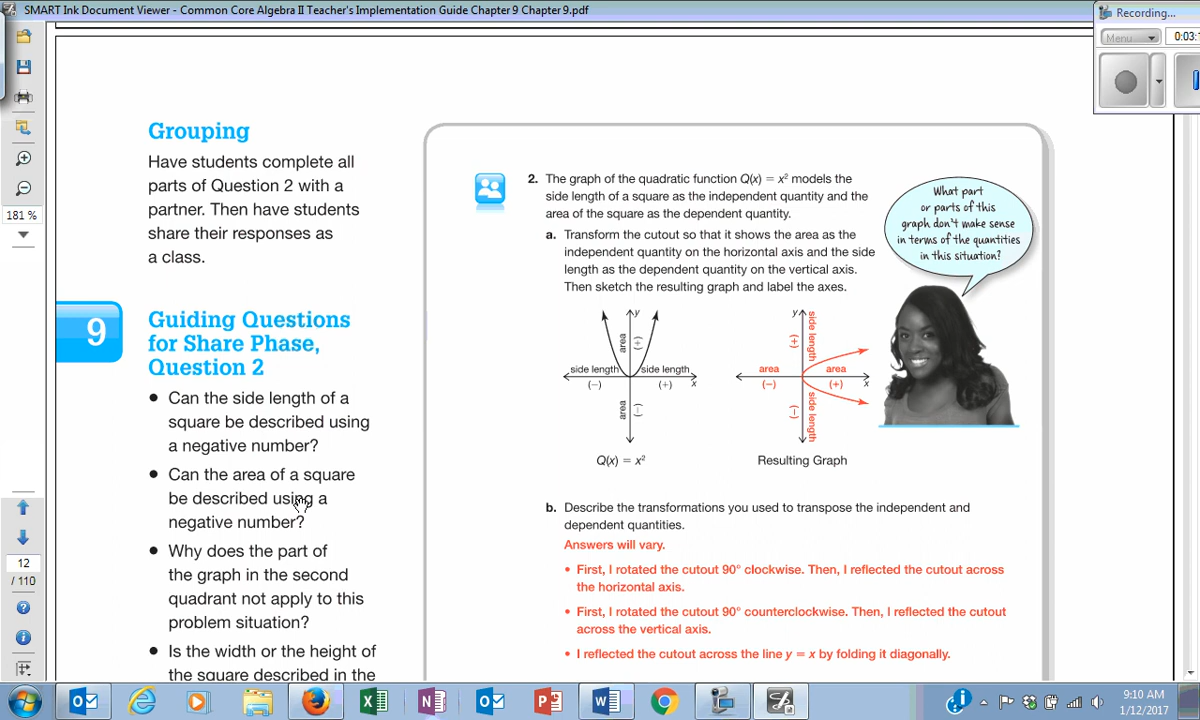 SMART Ink Document Viewer - Common Core Algebra II Teacher's Implementation Guide Chapter 9 Chapter 9.pdf
Recording...
Menu
181 %
12
/ 110
Grouping
Have students complete all
parts of Question 2 with a
partner. Then have students
share their responses as
a class.
9
Guiding Questions
for Share Phase,
Question 2
• Can the side length of a
square be described using
a negative number?
• Can the area of a square
be described using a
negative number?
• Why does the part of
the graph in the second
quadrant not apply to this
problem situation?
• Is the width or the height of
the square described in the
2. The graph of the quadratic function Q(x) = x² models the
side length of a square as the independent quantity and the
area of the square as the dependent quantity.
a. Transform the cutout so that it shows the area as the
independent quantity on the horizontal axis and the side
length as the dependent quantity on the vertical axis.
Then sketch the resulting graph and label the axes.
What part
or parts of this
graph don't make sense
in terms of the quantities
in this situation?
y
area
(+)
side length
side length
(−)
(+)
x
area
(−)
Q(x) = x²
y
side length
(+)
area
area
(−)
(+)
x
side length
(−)
Resulting Graph
b. Describe the transformations you used to transpose the independent and
dependent quantities.
Answers will vary.
• First, I rotated the cutout 90° clockwise. Then, I reflected the cutout across
the horizontal axis.
• First, I rotated the cutout 90° counterclockwise. Then, I reflected the cutout
across the vertical axis.
• I reflected the cutout across the line y = x by folding it diagonally.
9:10 AM
1/12/2017